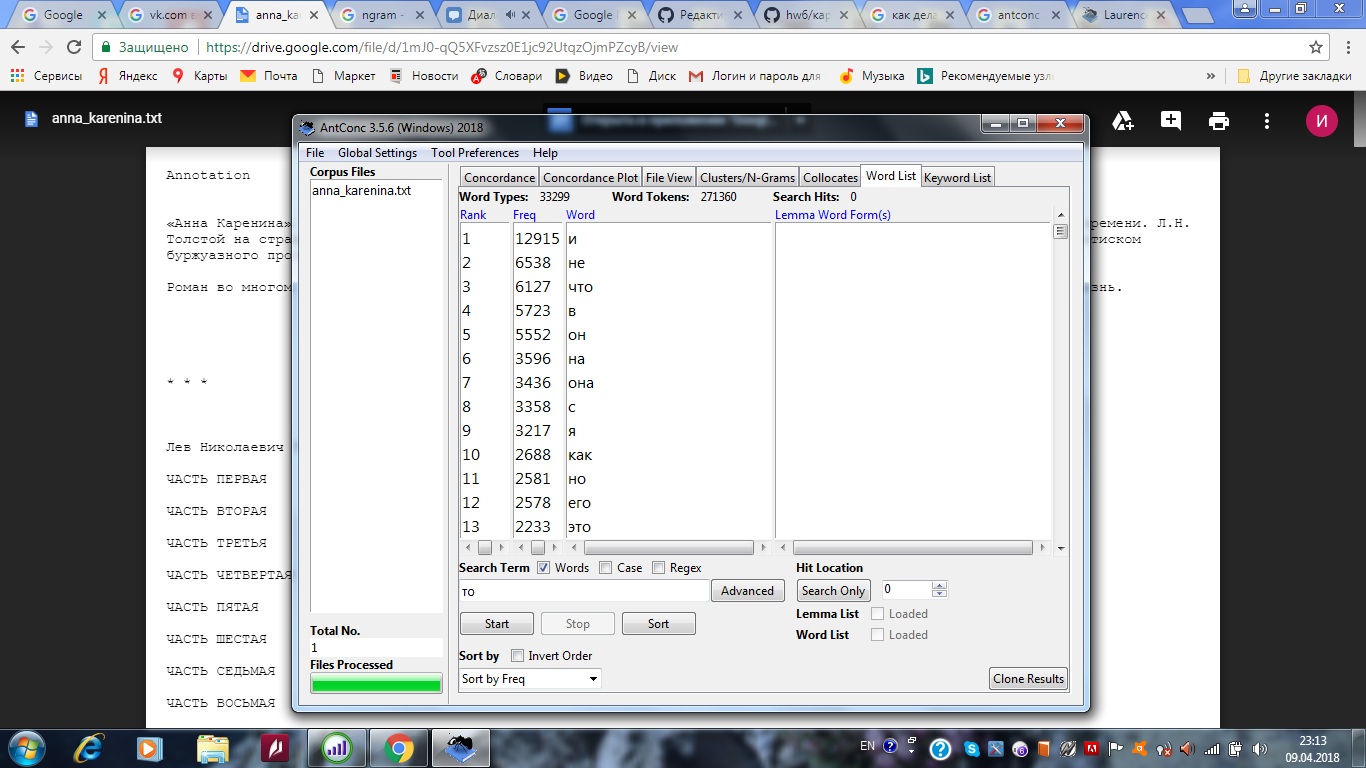 Google
vk.com в
anna_ka
ngram -
Диало
Google
Редакти
hw6/кар
как дела
antconc
Laurenc
Защищено
https://drive.google.com/file/d/1mJ0-qQ5XFvzsz0E1jc92UtqzOjmPZcyB/view
Сервисы Яндекс Карты Почта Маркет Новости Словари Видео Диск Логин и пароль для Музыка Рекомендуемые узл » Другие закладки
anna_karenina.txt
И
Annotation
«Анна Каренина»
ремени. Л.Н.
Толстой на стра
тиском
буржуазного про
Роман во многом
знь.
* * *
Лев Николаевич
ЧАСТЬ ПЕРВАЯ
ЧАСТЬ ВТОРАЯ
ЧАСТЬ ТРЕТЬЯ
ЧАСТЬ ЧЕТВЕРТАЯ
ЧАСТЬ ПЯТАЯ
ЧАСТЬ ШЕСТАЯ
ЧАСТЬ СЕДЬМАЯ
ЧАСТЬ ВОСЬМАЯ
AntConc 3.5.6 (Windows) 2018
File Global Settings Tool Preferences Help
Corpus Files
anna_karenina.txt
Total No.
1
Files Processed
Concordance Concordance Plot File View Clusters/N-Grams Collocates Word List Keyword List
Word Types: 33299 Word Tokens: 271360 Search Hits: 0
Rank Freq Word Lemma Word Form(s)
1 12915 и
2 6538 не
3 6127 что
4 5723 в
5 5552 он
6 3596 на
7 3436 она
8 3358 с
9 3217 я
10 2688 как
11 2581 но
12 2578 его
13 2233 это
Search Term Words Case Regex Hit Location
то Advanced Search Only 0
Lemma List Loaded
Start Stop Sort
Word List Loaded
Sort by Invert Order
Sort by Freq Clone Results
EN
23:13
09.04.2018